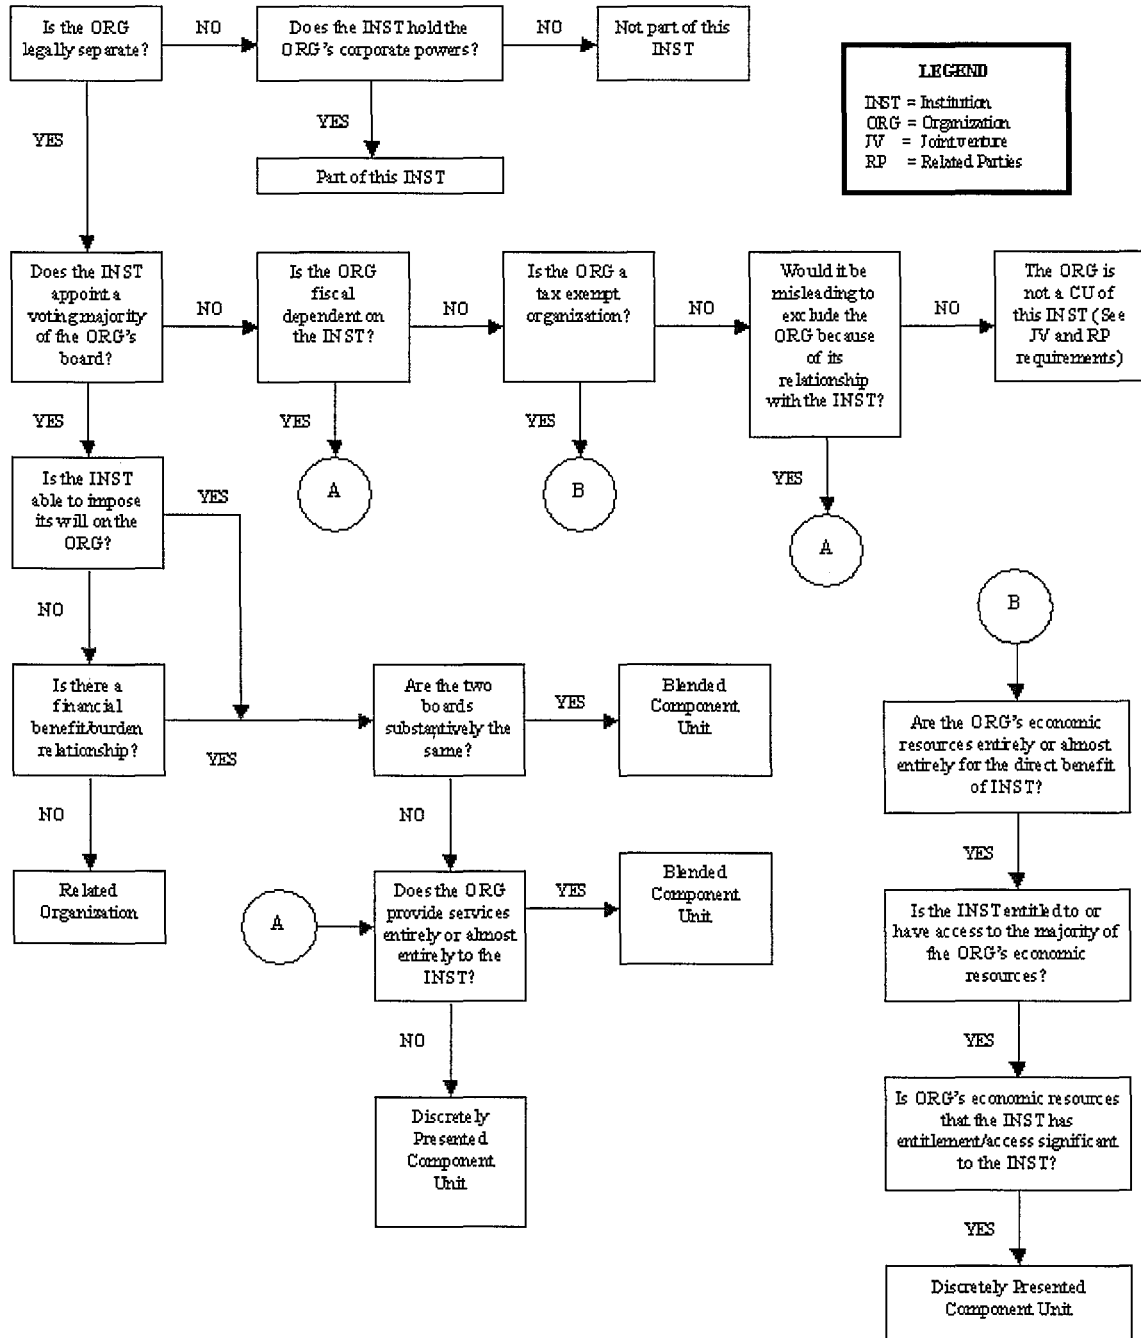 Is the ORG
legally separate?
NO
Does the INST hold the
ORG's corporate powers?
NO
Not part of this
INST
LEGEND
INST = Institution
ORG = Organization
JV = Joint venture
RP = Related Parties
YES
YES
Part of this INST
Does the INST
appoint a
voting majority
of the ORG's
board?
NO
Is the ORG
fiscal
dependent on
the INST?
NO
Is the ORG a
tax exempt
organization?
NO
Would it be
misleading to
exclude the
ORG because
of its
relationship
with the INST?
NO
The ORG is
not a CU of
this INST (See
JV and RP
requirements)
YES
YES
YES
YES
A
B
A
Is the INST
able to impose
its will on the
ORG?
YES
NO
B
Is there a
financial
benefit/burden
relationship?
YES
Are the two
boards
substantively the
same?
YES
Blended
Component
Unit
Are the ORG's economic
resources entirely or almost
entirely for the direct benefit
of INST?
NO
NO
YES
Related
Organization
A
Does the ORG
provide services
entirely or almost
entirely to the
INST?
YES
Blended
Component
Unit
Is the INST entitled to or
have access to the majority of
the ORG's economic
resources?
NO
YES
Discretely
Presented
Component
Unit
Is ORG's economic resources
that the INST has
entitlement/access significant
to the INST?
YES
Discretely Presented
Component Unit